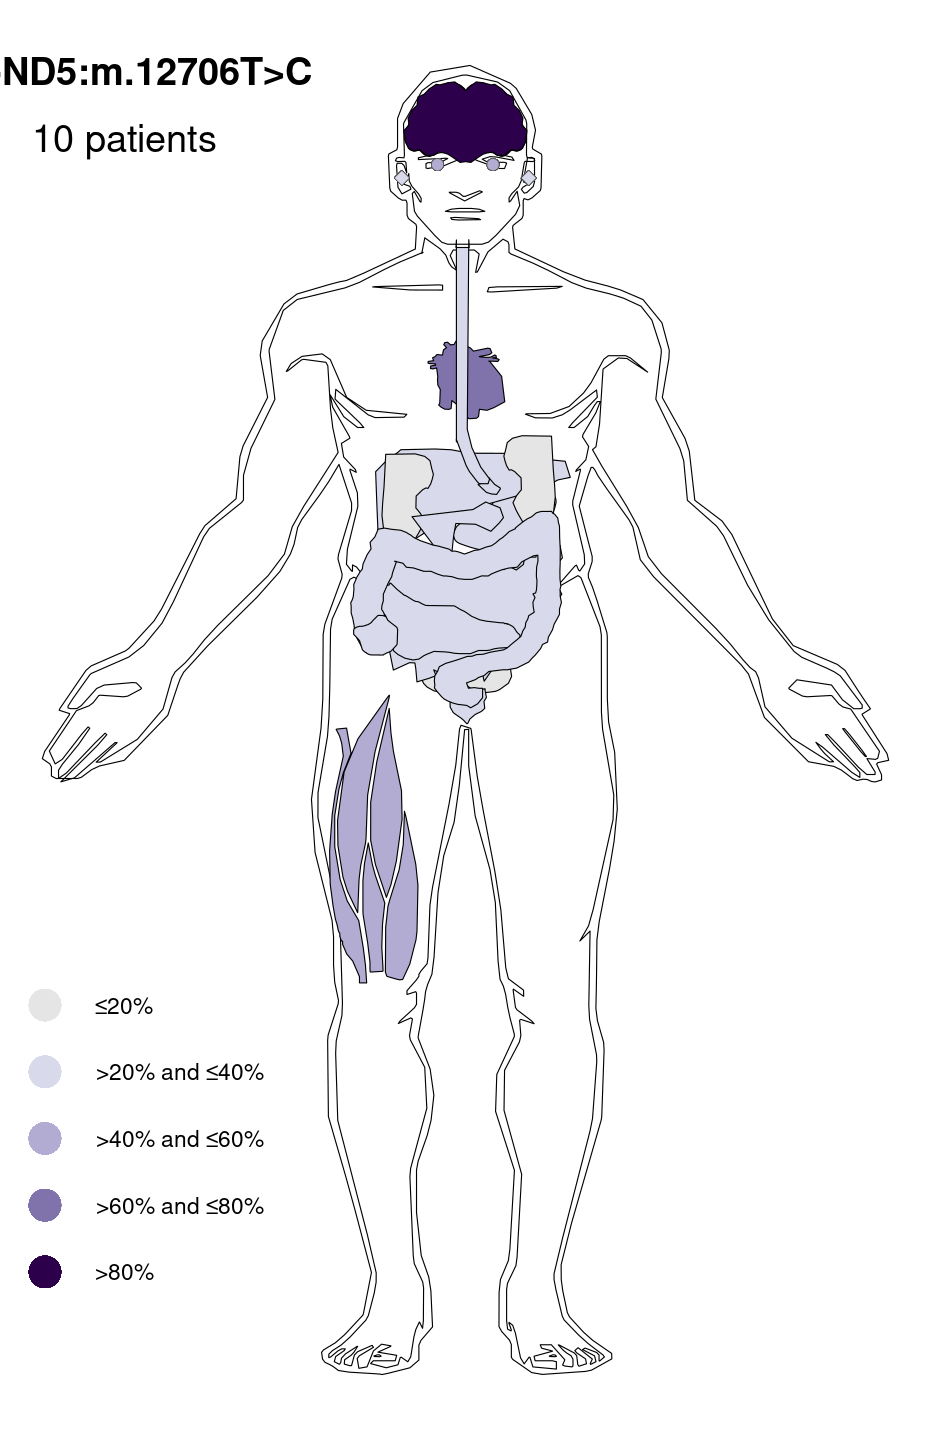 -ND5:m.12706T>C
10 patients
≤20%
>20% and ≤40%
>40% and ≤60%
>60% and ≤80%
>80%